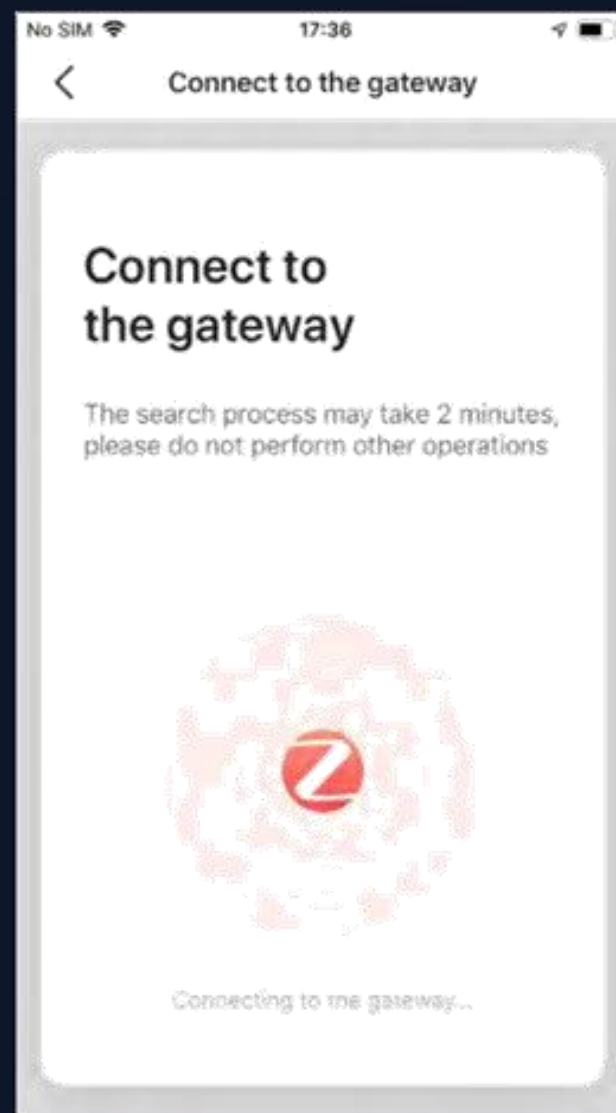 No SIM 17:36
Connect to the gateway
Connect to
the gateway
The search process may take 2 minutes,
please do not perform other operations
Z
Connecting to the gateway...